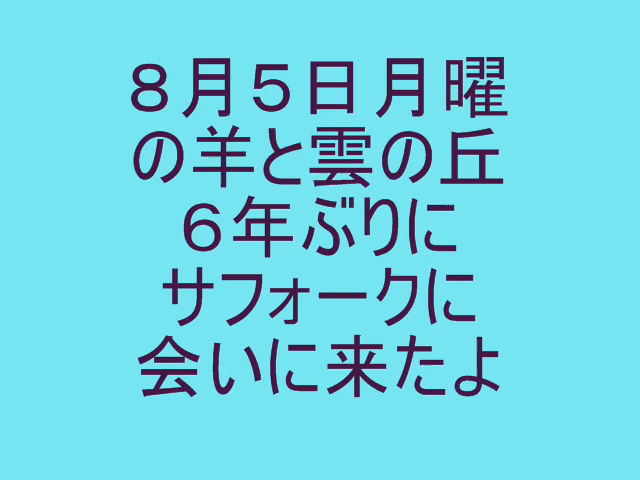 ８月５日月曜
の羊と雲の丘
６年ぶりに
サフォークに
会いに来たよ